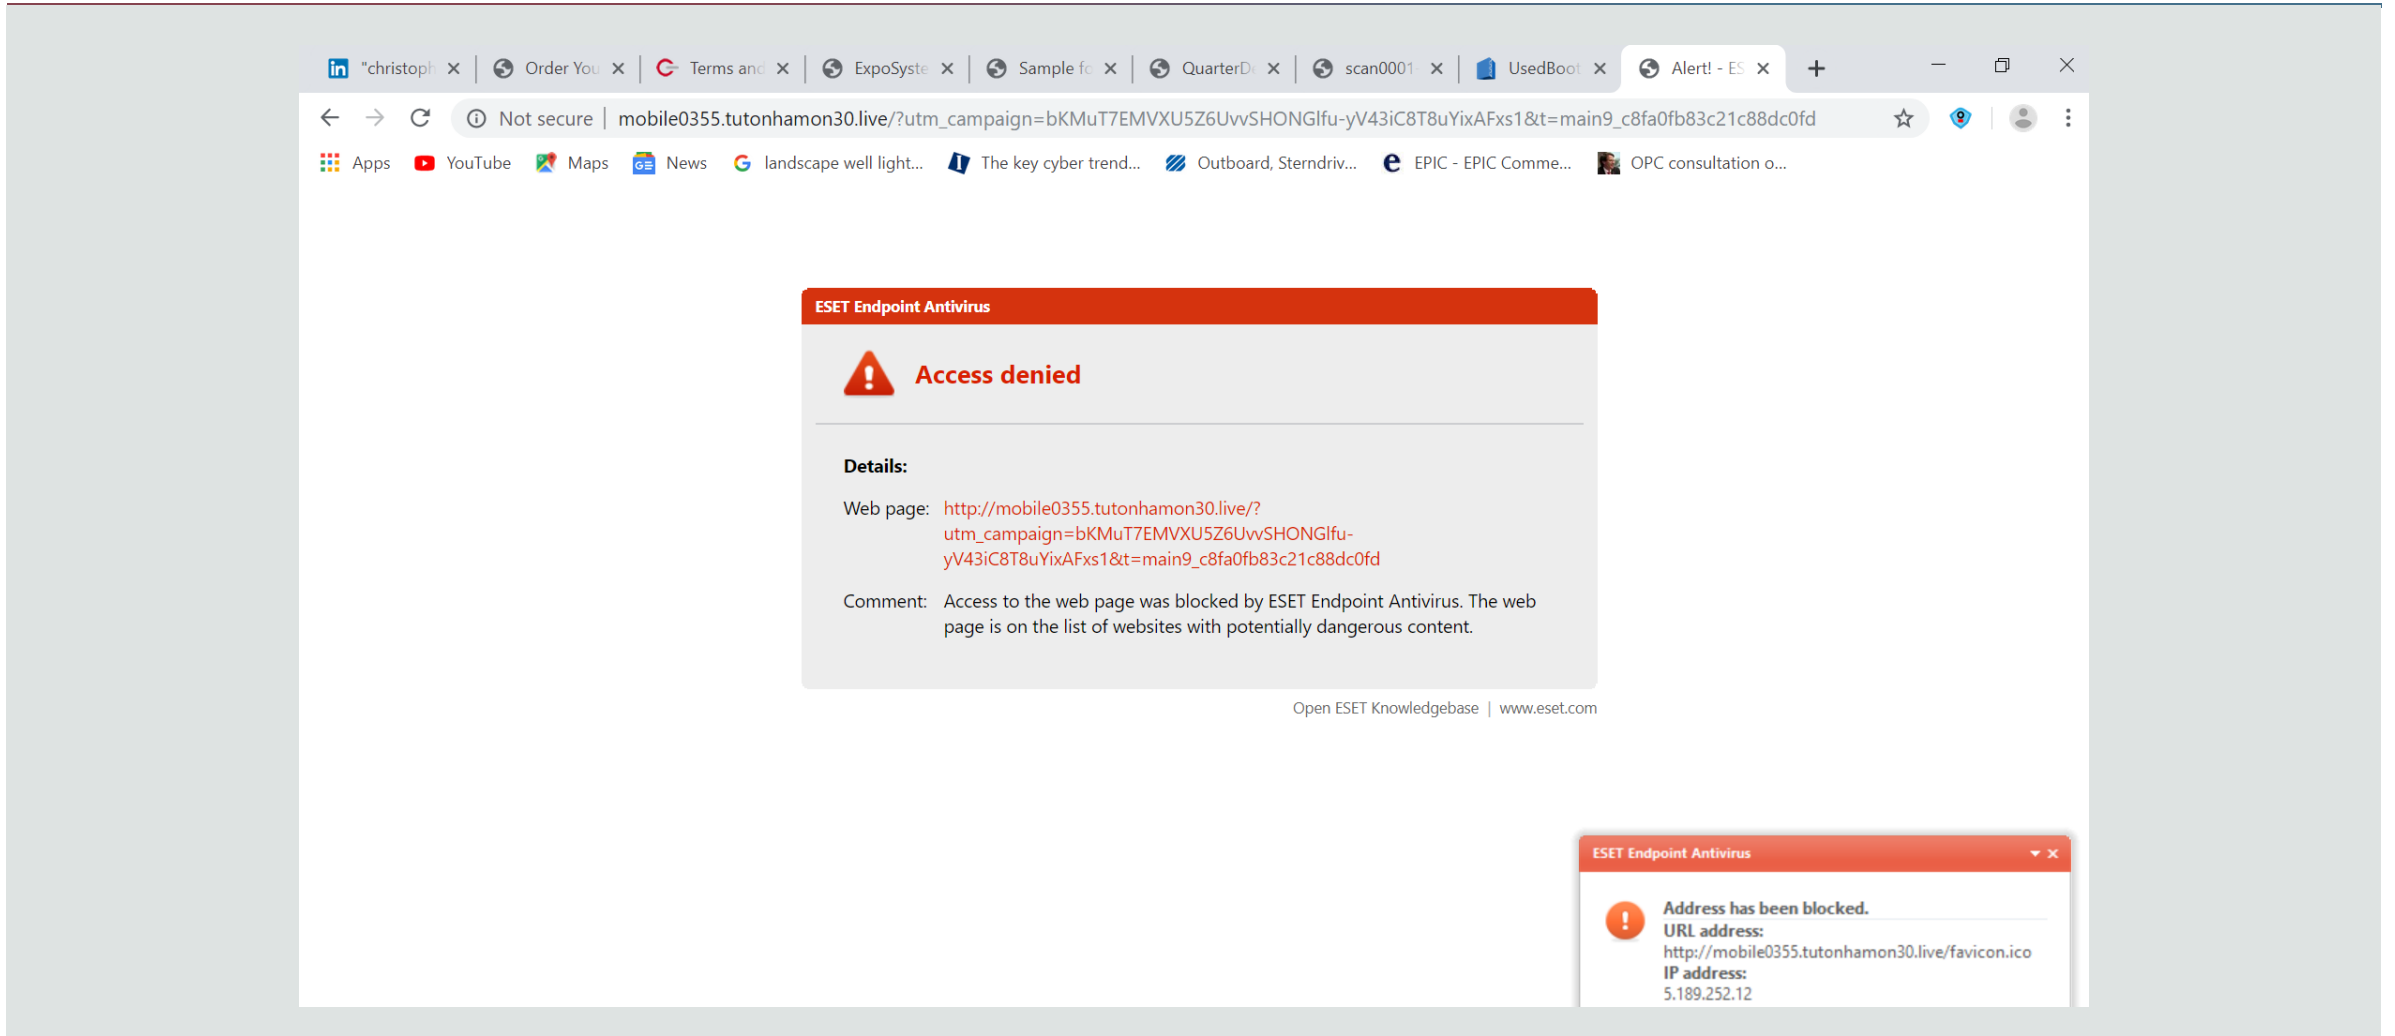 "christoph
Order You
Terms and
ExpoSyste
Sample fo
QuarterDe
scan0001-
UsedBoot
Alert! - ES
Not secure | mobile0355.tutonhamon30.live/?utm_campaign=bKMuT7EMVXU5Z6UvvSHONGlfu-yV43iC8T8uYixAFxs1&t=main9_c8fa0fb83c21c88dc0fd
Apps
YouTube
Maps
News
landscape well light...
The key cyber trend...
Outboard, Sterndriv...
EPIC - EPIC Comme...
OPC consultation o...
ESET Endpoint Antivirus
Access denied
Details:
Web page: http://mobile0355.tutonhamon30.live/?
utm_campaign=bKMuT7EMVXU5Z6UvvSHONGlfu-
yV43iC8T8uYixAFxs1&t=main9_c8fa0fb83c21c88dc0fd
Comment: Access to the web page was blocked by ESET Endpoint Antivirus. The web
page is on the list of websites with potentially dangerous content.
Open ESET Knowledgebase | www.eset.com
ESET Endpoint Antivirus
Address has been blocked.
URL address:
http://mobile0355.tutonhamon30.live/favicon.ico
IP address:
5.189.252.12